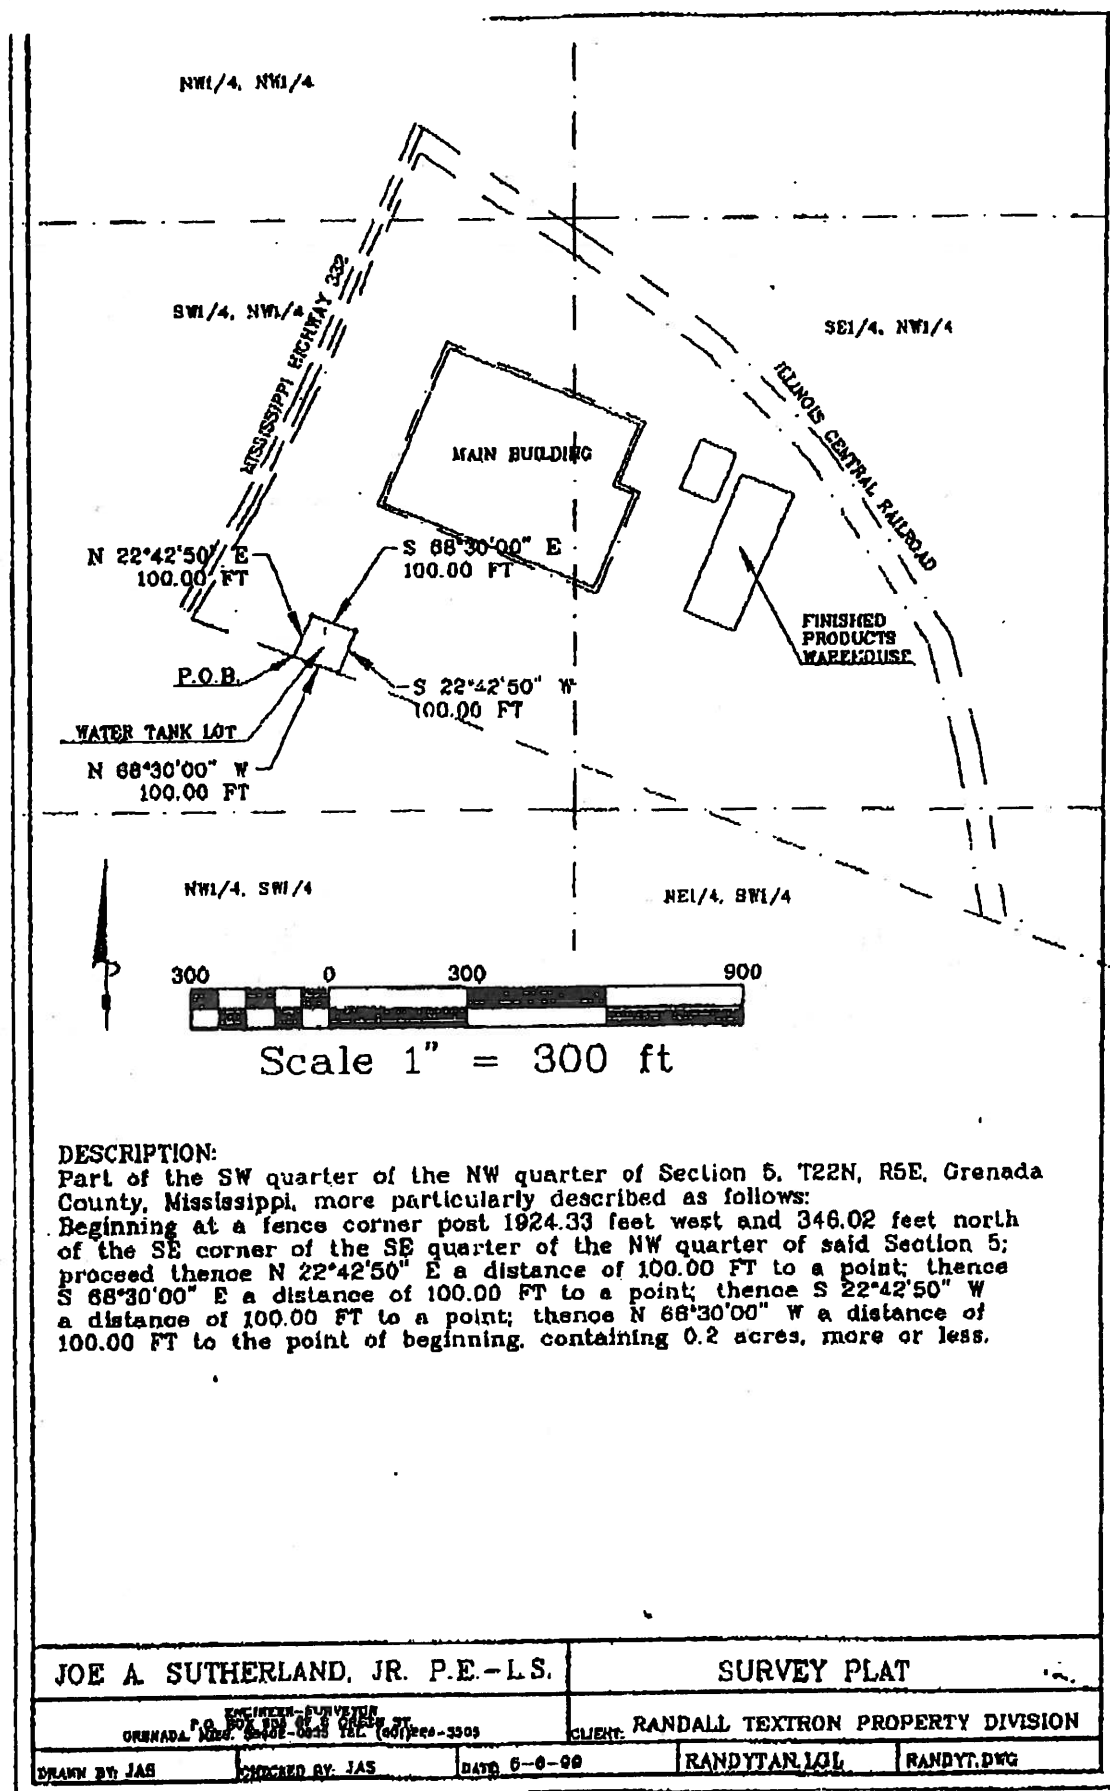 NW1/4, NW1/4
SW1/4, NW1/4
MISSISSIPPI HIGHWAY 332
SE1/4, NW1/4
ILLINOIS CENTRAL RAILROAD
MAIN BUILDING
N 22°42'50" E
100.00 FT
S 68°30'00" E
100.00 FT
FINISHED
PRODUCTS
WAREHOUSE
P.O.B.
S 22°42'50" W
100.00 FT
WATER TANK LOT
N 68°30'00" W
100.00 FT
NW1/4, SW1/4
NE1/4, SW1/4
300 0 300 900
Scale 1" = 300 ft
DESCRIPTION:
Part of the SW quarter of the NW quarter of Section 5, T22N, R5E, Grenada
County, Mississippi, more particularly described as follows:
Beginning at a fence corner post 1924.33 feet west and 346.02 feet north
of the SE corner of the SE quarter of the NW quarter of said Section 5;
proceed thence N 22°42'50" E a distance of 100.00 FT to a point; thence
S 68°30'00" E a distance of 100.00 FT to a point; thence S 22°42'50" W
a distance of 100.00 FT to a point; thence N 68°30'00" W a distance of
100.00 FT to the point of beginning, containing 0.2 acres, more or less.
JOE A. SUTHERLAND, JR. P.E.-L.S.
SURVEY PLAT
ENGINEER-SURVEYOR
P.O. BOX
GRENADA, MISS.
CLIENT: RANDALL TEXTRON PROPERTY DIVISION
DRAWN BY: JAS
CHECKED BY: JAS
DATE
RANDYTAN.LGL
RANDYT.DWG